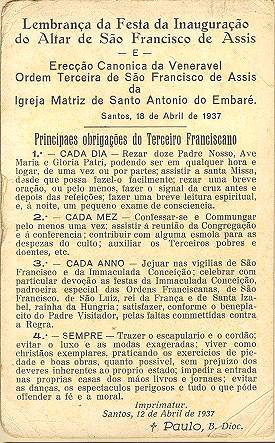 Lembrança da Festa da Inauguração
do Altar de São Francisco de Assis
— E —
Erecção Canonica da Veneravel
Ordem Terceira de São Francisco de Assis
da
Igreja Matriz de Santo Antonio do Embaré.
Santos, 18 de Abril de 1937
Principaes obrigações do Terceiro Franciscano
1.ª — CADA DIA — Rezar doze Padre Nosso, Ave
Maria e Gloria Patri, podendo ser em qualquer hora e
logar, de uma vez ou por partes; assistir a santa Missa,
desde que possa fazel-o facilmente; rezar uma breve
oração, ou pelo menos, fazer o signal da cruz antes e
depois das refeições; fazer uma breve leitura espiritual,
e, á noite, um pequeno exame de consciencia.
2.ª — CADA MEZ — Confessar-se e Commungar
pelo menos uma vez; assistir á reunião da Congregação
e á conferencia; contribuir com alguma esmola para as
despezas do culto; auxiliar os Terceiros pobres e
doentes, etc.
3.ª — CADA ANNO — Jejuar nas vigilias de São
Francisco e da Immaculada Conceição; celebrar com
particular devoção as festas da Immaculada Conceição,
padroeira especial das Ordens Franciscanas, de São
Francisco, de São Luiz, rei da França e de Santa Iza-
bel, rainha da Hungria; satisfazer, conforme o beneplá-
cito do Padre Visitador, pelas faltas commettidas contra
a Regra.
4.ª — SEMPRE — Trazer o escapulario e o cordão;
evitar o luxo e as modas exageradas; viver como
christãos exemplares, praticando os exercicios de pie-
dade e boas obras, quanto possivel, sem prejuizo dos
deveres inherentes ao proprio estado; impedir a entrada
nas proprias casas dos máos livros e jornaes; evitar
as danças, os espectaculos perigosos e tudo o que póde
offender a fé e a moral.
Imprimatur.
Santos, 12 de Abril de 1937
† Paulo, B.-Dioc.